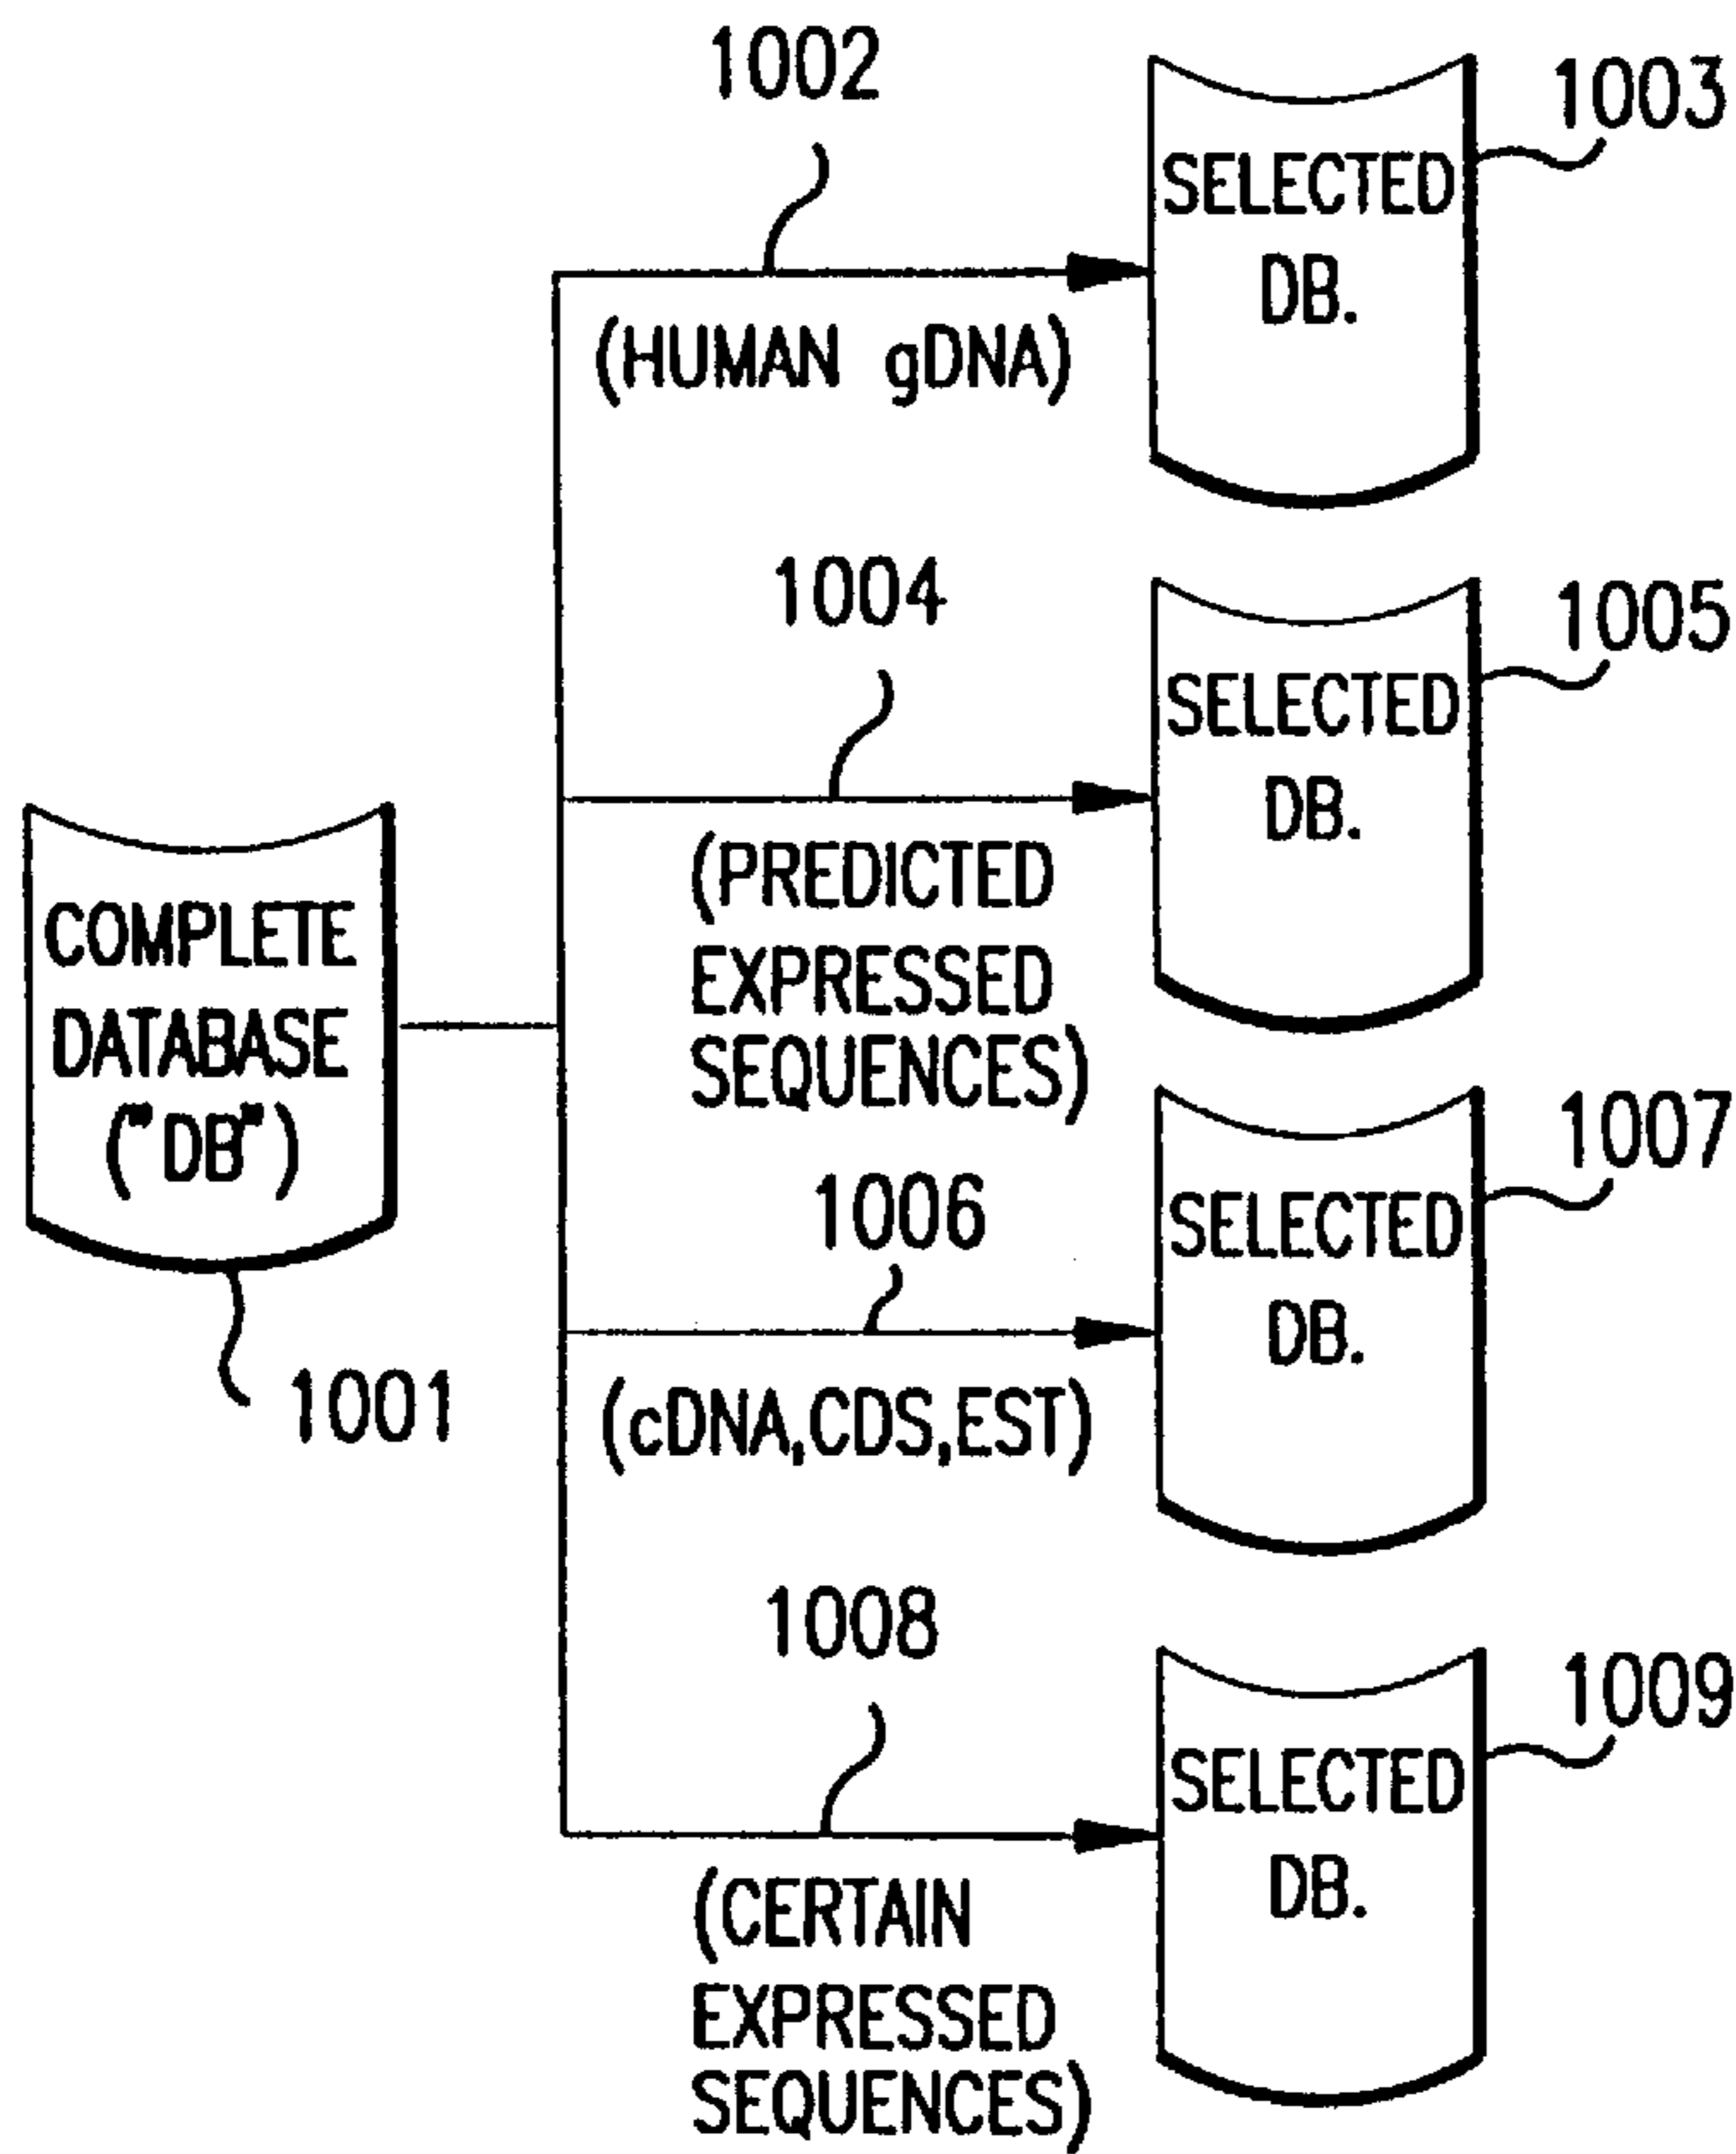 1002
1003
SELECTED
DB.
(HUMAN gDNA)
1004
1005
SELECTED
DB.
(PREDICTED
EXPRESSED
SEQUENCES)
COMPLETE
DATABASE
("DB")
1001
1006
1007
SELECTED
DB.
(cDNA,CDS,EST)
1008
1009
SELECTED
DB.
(CERTAIN
EXPRESSED
SEQUENCES)